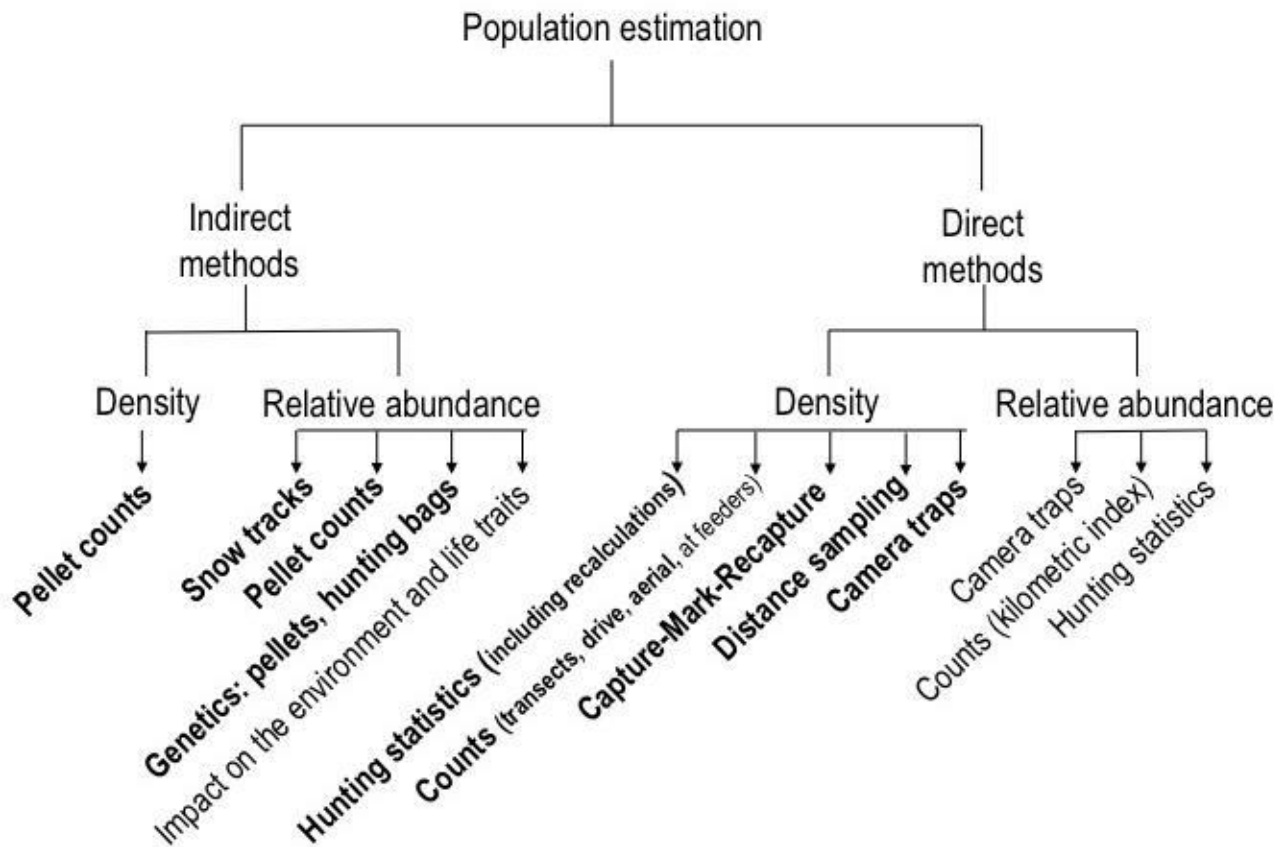 Population estimation
Indirect
methods
Direct
methods
Density
Relative abundance
Density
Relative abundance
Pellet counts
Snow tracks
Pellet counts
Genetics: pellets, hunting bags
Impact on the environment and life traits
Hunting statistics (including recalculations)
Counts (transects, drive, aerial, at feeders)
Capture-Mark-Recapture
Distance sampling
Camera traps
Camera traps
Counts (kilometric index)
Hunting statistics